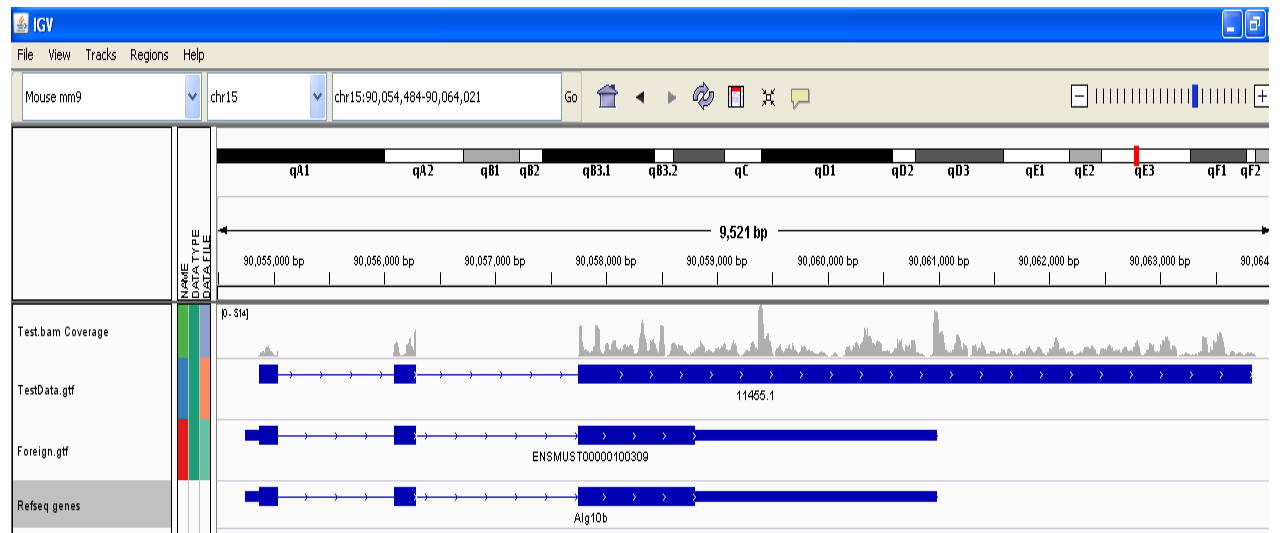 IGV
File View Tracks Regions Help
Mouse mm9 chr15 chr15:90,054,484-90,064,021 Go
qA1 qA2 qB1 qB2 qB3.1 qB3.2 qC qD1 qD2 qD3 qE1 qE2 qE3 qF1 qF2
9,521 bp
90,055,000 bp 90,056,000 bp 90,057,000 bp 90,058,000 bp 90,059,000 bp 90,060,000 bp 90,061,000 bp 90,062,000 bp 90,063,000 bp 90,064
NAME
DATA TYPE
DATA FILE
[0 - 514]
Test.bam Coverage
TestData.gtf
11455.1
Foreign.gtf
ENSMUST00000100309
Refseq genes
Alg10b